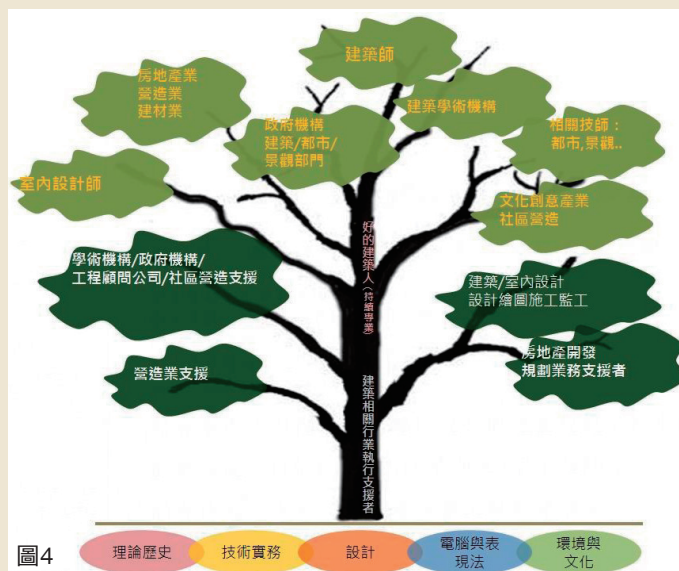 建築師
房地產業
營造業
建材業
建築學術機構
政府機構
建築/都市/
景觀部門
相關技師：
都市,景觀..
室內設計師
文化創意產業
社區營造
好的建築人(持續專業)
學術機構/政府機構/
工程顧問公司/社區營造支援
建築/室內設計
設計繪圖施工監工
房地產開發
規劃業務支援者
營造業支援
建築相關行業執行支援者
圖4
理論歷史
技術實務
設計
電腦與表
現法
環境與
文化